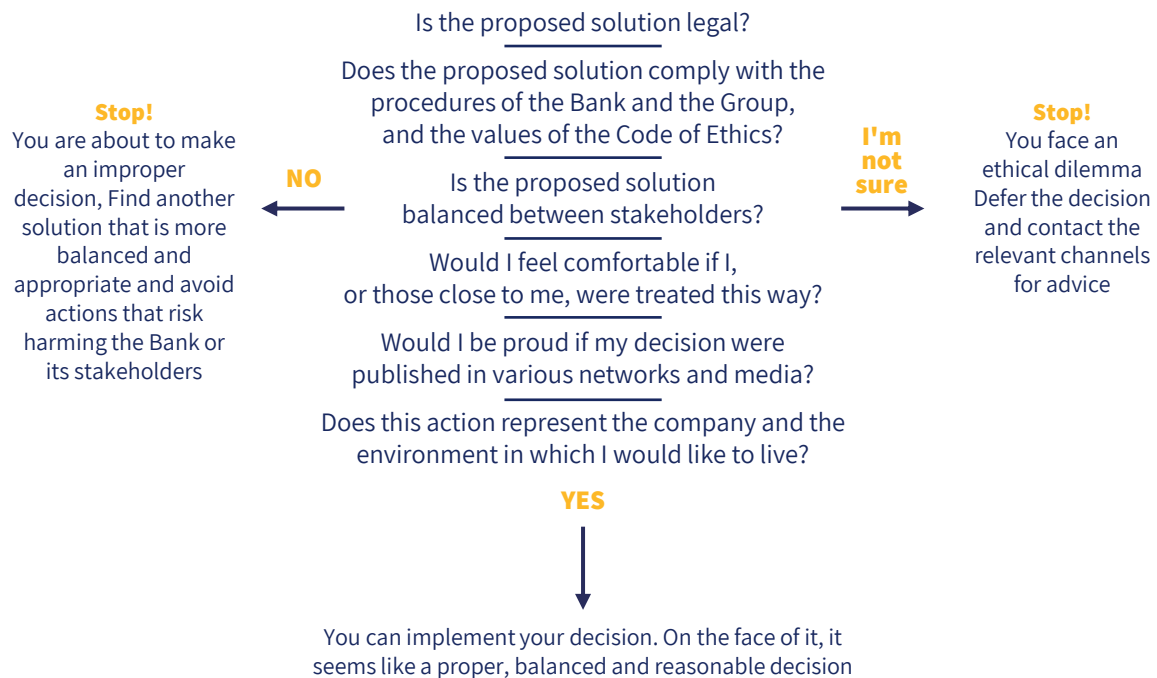 Is the proposed solution legal?
Does the proposed solution comply with the
procedures of the Bank and the Group,
and the values of the Code of Ethics?
Is the proposed solution
balanced between stakeholders?
Would I feel comfortable if I,
or those close to me, were treated this way?
Would I be proud if my decision were
published in various networks and media?
Does this action represent the company and the
environment in which I would like to live?
NO
Stop!
You are about to make
an improper
decision, Find another
solution that is more
balanced and
appropriate and avoid
actions that risk
harming the Bank or
its stakeholders
I'm
not
sure
Stop!
You face an
ethical dilemma
Defer the decision
and contact the
relevant channels
for advice
YES
You can implement your decision. On the face of it, it
seems like a proper, balanced and reasonable decision